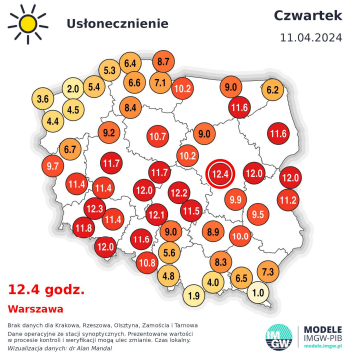 Usłonecznienie
Czwartek
11.04.2024
5.3 6.4 8.7
3.6 2.0 5.4 6.6 7.1 10.2 9.0 6.2
4.4 4.5 8.4 11.6
9.2 10.7 9.0 11.6
6.7 10.2
9.7 11.7 11.7 12.4 12.0 12.0
11.4 11.4 12.0 12.2 9.9 11.2
12.3 11.4 12.1 11.5 9.5
11.8 12.0 11.6 9.0 8.9 10.0
10.8 5.6 8.3
4.8 4.0 6.5 7.3
1.9 1.0
12.4 godz.
Warszawa
Brak danych dla Krakowa, Rzeszowa, Olsztyna, Zamościa i Tarnowa
Dane operacyjne ze stacji synoptycznych. Prezentowane wartości
w procesie kontroli i weryfikacji mogą ulec zmianie. Czas lokalny.
Wizualizacja danych: dr Alan Mandal
IM
GW
MODELE
IMGW-PIB
modele.imgw.pl